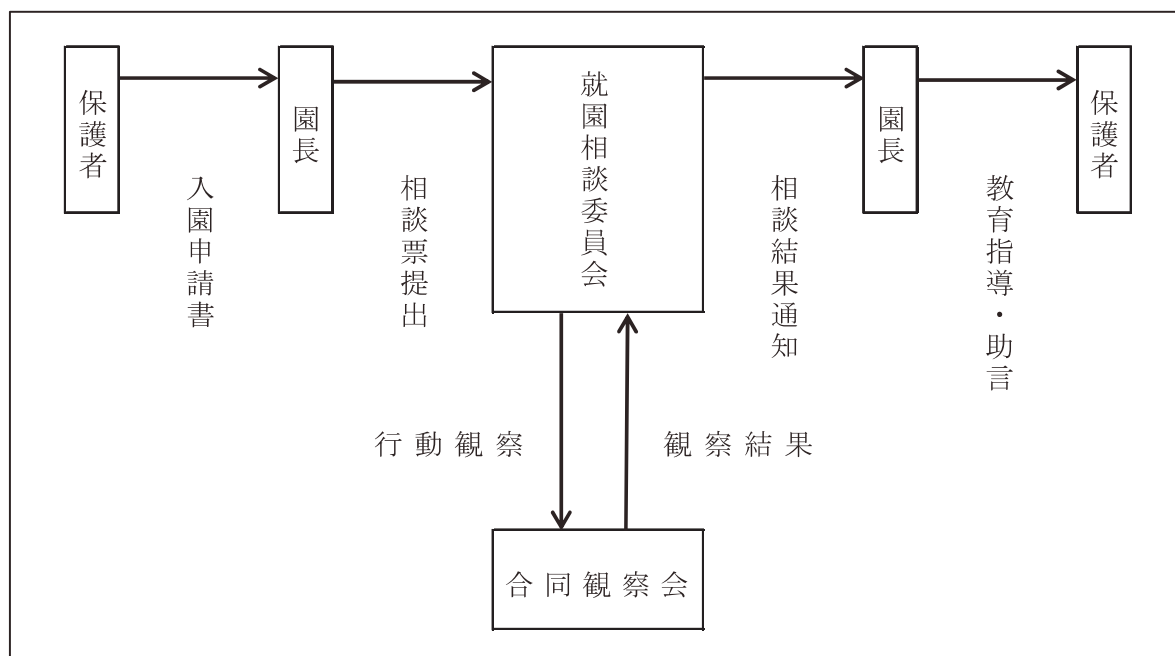 保護者
入園申請書
園長
相談票提出
就園相談委員会
相談結果通知
園長
教育指導・助言
保護者
行動観察
観察結果
合同観察会